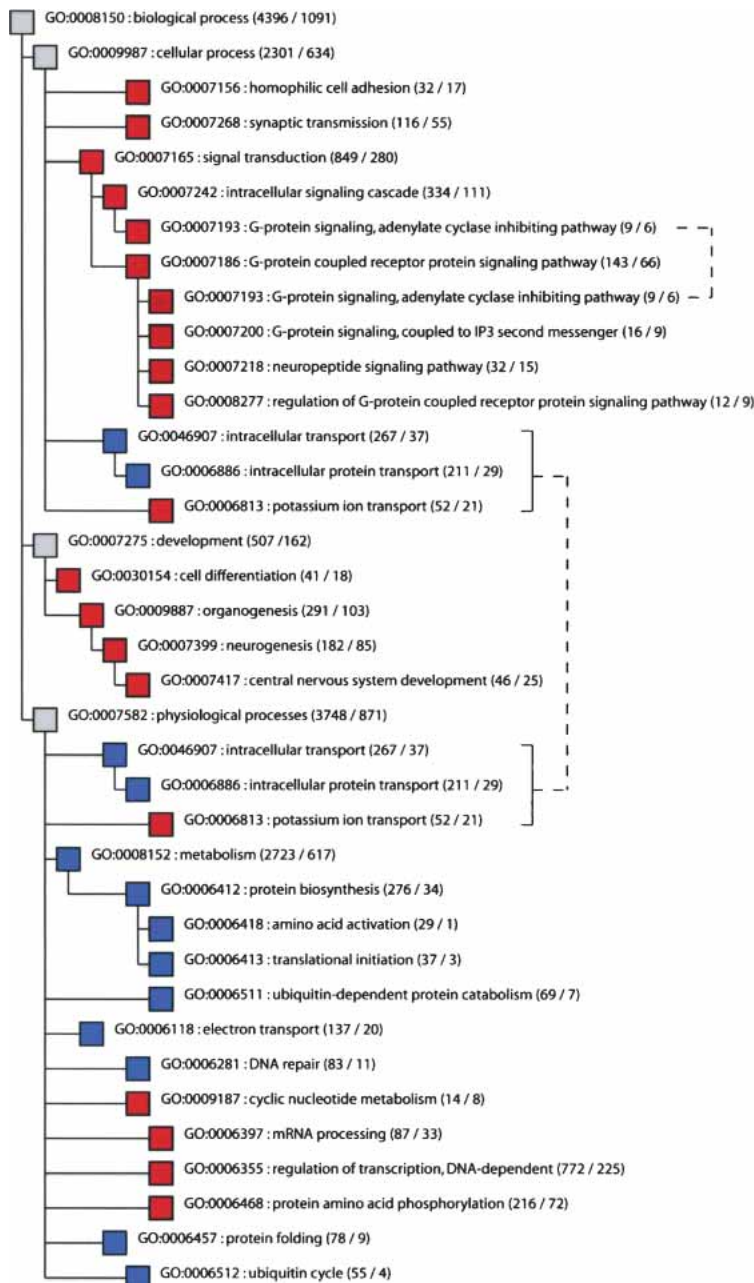 GO:0008150 : biological process (4396 / 1091)
GO:0009987 : cellular process (2301 / 634)
GO:0007156 : homophilic cell adhesion (32 / 17)
GO:0007268 : synaptic transmission (116 / 55)
GO:0007165 : signal transduction (849 / 280)
GO:0007242 : intracellular signaling cascade (334 / 111)
GO:0007193 : G-protein signaling, adenylate cyclase inhibiting pathway (9 / 6)
GO:0007186 : G-protein coupled receptor protein signaling pathway (143 / 66)
GO:0007193 : G-protein signaling, adenylate cyclase inhibiting pathway (9 / 6)
GO:0007200 : G-protein signaling, coupled to IP3 second messenger (16 / 9)
GO:0007218 : neuropeptide signaling pathway (32 / 15)
GO:0008277 : regulation of G-protein coupled receptor protein signaling pathway (12 / 9)
GO:0046907 : intracellular transport (267 / 37)
GO:0006886 : intracellular protein transport (211 / 29)
GO:0006813 : potassium ion transport (52 / 21)
GO:0007275 : development (507 /162)
GO:0030154 : cell differentiation (41 / 18)
GO:0009887 : organogenesis (291 / 103)
GO:0007399 : neurogenesis (182 / 85)
GO:0007417 : central nervous system development (46 / 25)
GO:0007582 : physiological processes (3748 / 871)
GO:0046907 : intracellular transport (267 / 37)
GO:0006886 : intracellular protein transport (211 / 29)
GO:0006813 : potassium ion transport (52 / 21)
GO:0008152 : metabolism (2723 / 617)
GO:0006412 : protein biosynthesis (276 / 34)
GO:0006418 : amino acid activation (29 / 1)
GO:0006413 : translational initiation (37 / 3)
GO:0006511 : ubiquitin-dependent protein catabolism (69 / 7)
GO:0006118 : electron transport (137 / 20)
GO:0006281 : DNA repair (83 / 11)
GO:0009187 : cyclic nucleotide metabolism (14 / 8)
GO:0006397 : mRNA processing (87 / 33)
GO:0006355 : regulation of transcription, DNA-dependent (772 / 225)
GO:0006468 : protein amino acid phosphorylation (216 / 72)
GO:0006457 : protein folding (78 / 9)
GO:0006512 : ubiquitin cycle (55 / 4)